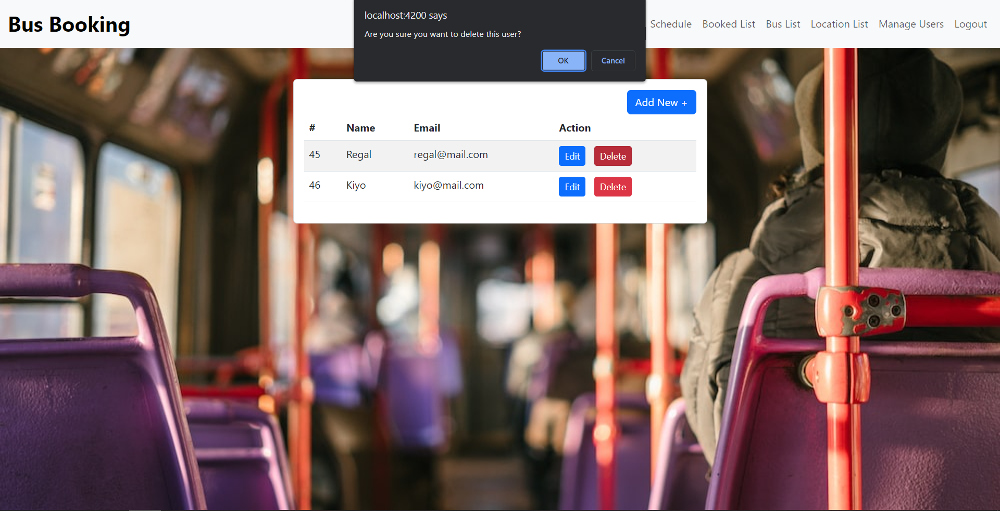 Bus Booking
localhost:4200 says
Are you sure you want to delete this user?
OK Cancel
Schedule Booked List Bus List Location List Manage Users Logout
Add New +
# Name Email Action
45 Regal regal@mail.com Edit Delete
46 Kiyo kiyo@mail.com Edit Delete